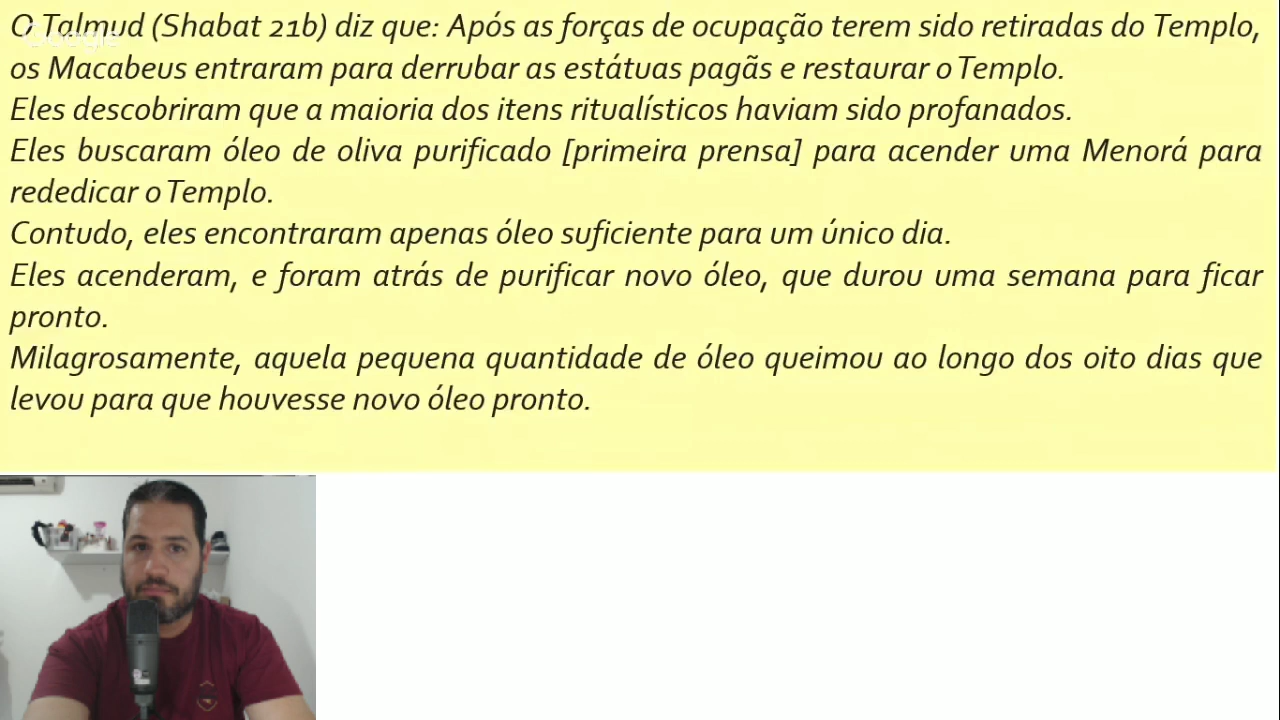 O Talmud (Shabat 21b) diz que: Após as forças de ocupação terem sido retiradas do Templo,
Google
os Macabeus entraram para derrubar as estátuas pagãs e restaurar o Templo.
Eles descobriram que a maioria dos itens ritualísticos haviam sido profanados.
Eles buscaram óleo de oliva purificado [primeira prensa] para acender uma Menorá para
rededicar o Templo.
Contudo, eles encontraram apenas óleo suficiente para um único dia.
Eles acenderam, e foram atrás de purificar novo óleo, que durou uma semana para ficar
pronto.
Milagrosamente, aquela pequena quantidade de óleo queimou ao longo dos oito dias que
levou para que houvesse novo óleo pronto.